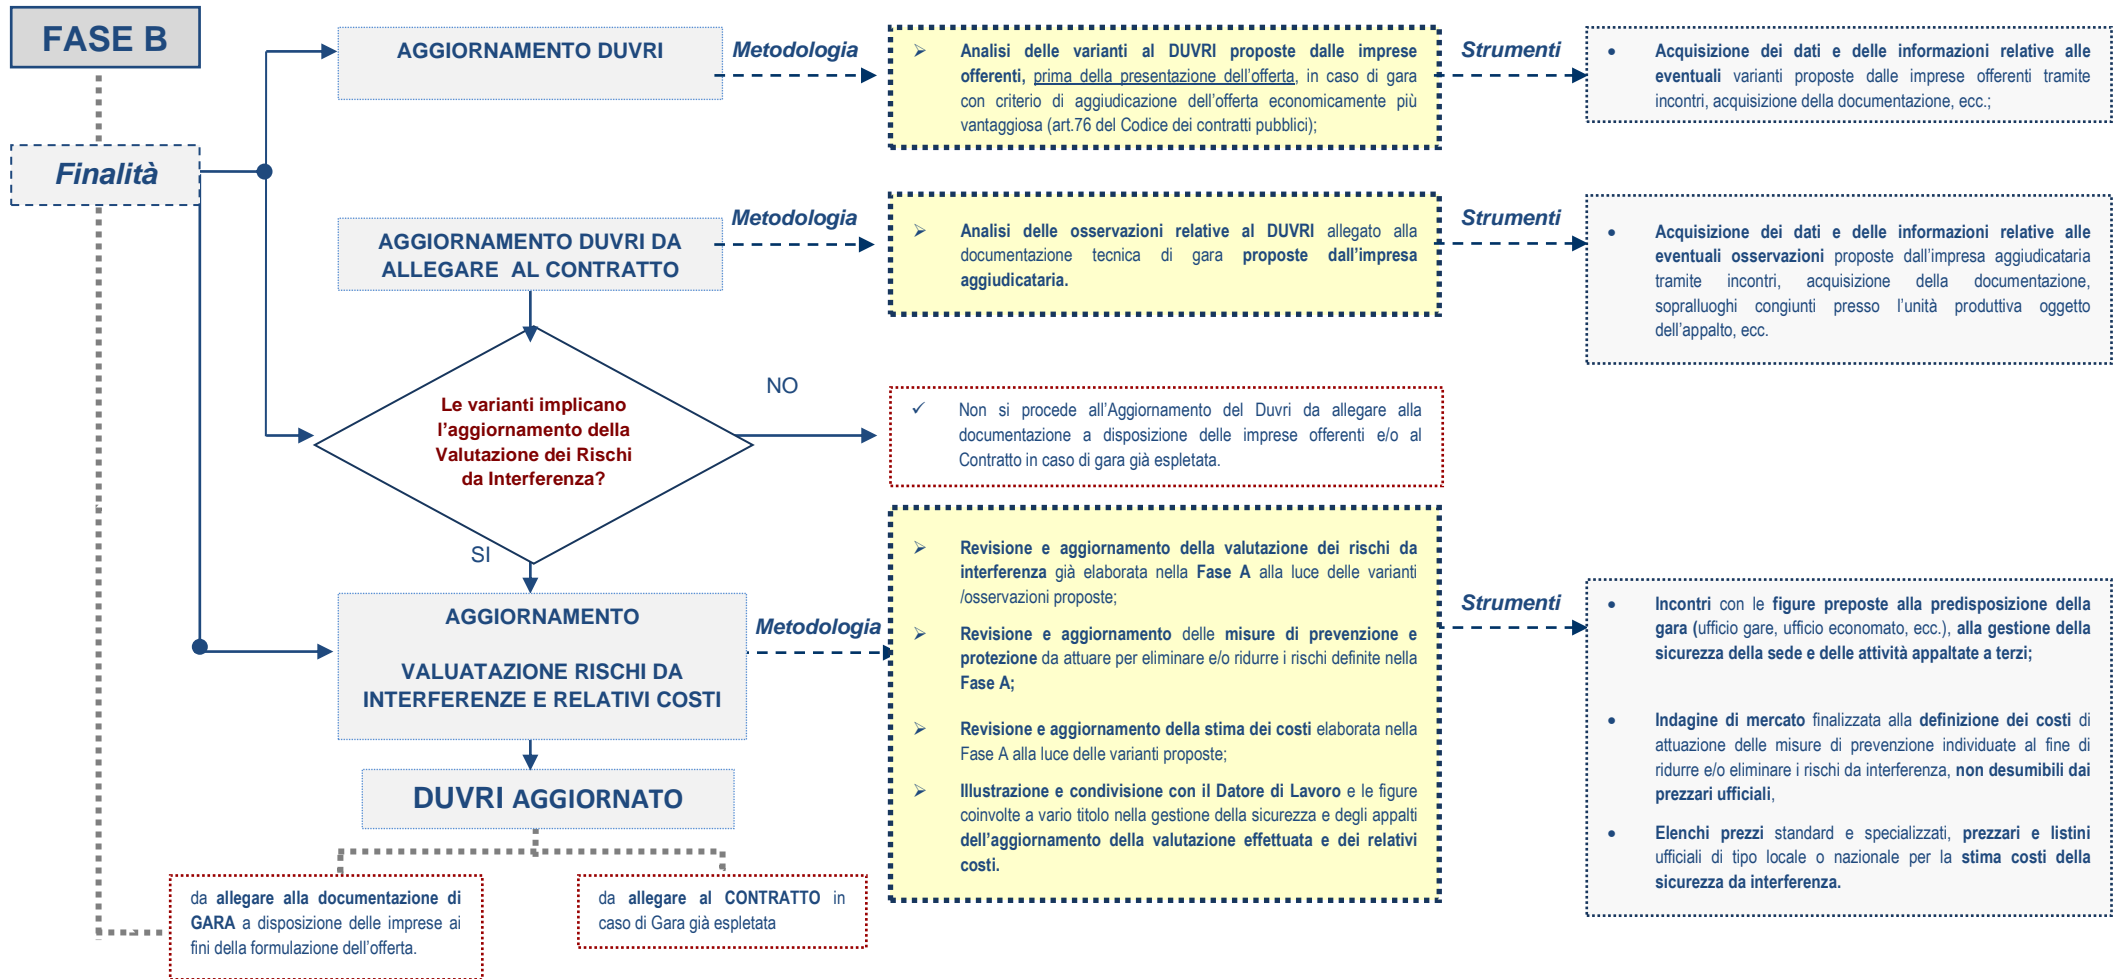 FASE B
Finalità
AGGIORNAMENTO DUVRI
Metodologia
➢ Analisi delle varianti al DUVRI proposte dalle imprese
offerenti, prima della presentazione dell'offerta, in caso di gara
con criterio di aggiudicazione dell'offerta economicamente più
vantaggiosa (art.76 del Codice dei contratti pubblici);
Strumenti
• Acquisizione dei dati e delle informazioni relative alle
eventuali varianti proposte dalle imprese offerenti tramite
incontri, acquisizione della documentazione, ecc.;
AGGIORNAMENTO DUVRI DA
ALLEGARE AL CONTRATTO
Metodologia
➢ Analisi delle osservazioni relative al DUVRI allegato alla
documentazione tecnica di gara proposte dall'impresa
aggiudicataria.
Strumenti
• Acquisizione dei dati e delle informazioni relative alle
eventuali osservazioni proposte dall'impresa aggiudicataria
tramite incontri, acquisizione della documentazione,
sopralluoghi congiunti presso l'unità produttiva oggetto
dell'appalto, ecc.
Le varianti implicano
l'aggiornamento della
Valutazione dei Rischi
da Interferenza?
NO
✓ Non si procede all'Aggiornamento del Duvri da allegare alla
documentazione a disposizione delle imprese offerenti e/o al
Contratto in caso di gara già espletata.
SI
AGGIORNAMENTO
VALUATAZIONE RISCHI DA
INTERFERENZE E RELATIVI COSTI
Metodologia
➢ Revisione e aggiornamento della valutazione dei rischi da
interferenza già elaborata nella Fase A alla luce delle varianti
/osservazioni proposte;
➢ Revisione e aggiornamento delle misure di prevenzione e
protezione da attuare per eliminare e/o ridurre i rischi definite nella
Fase A;
➢ Revisione e aggiornamento della stima dei costi elaborata nella
Fase A alla luce delle varianti proposte;
➢ Illustrazione e condivisione con il Datore di Lavoro e le figure
coinvolte a vario titolo nella gestione della sicurezza e degli appalti
dell'aggiornamento della valutazione effettuata e dei relativi
costi.
Strumenti
• Incontri con le figure preposte alla predisposizione della
gara (ufficio gare, ufficio economato, ecc.), alla gestione della
sicurezza della sede e delle attività appaltate a terzi;
• Indagine di mercato finalizzata alla definizione dei costi di
attuazione delle misure di prevenzione individuate al fine di
ridurre e/o eliminare i rischi da interferenza, non desumibili dai
prezzari ufficiali,
• Elenchi prezzi standard e specializzati, prezzari e listini
ufficiali di tipo locale o nazionale per la stima costi della
sicurezza da interferenza.
DUVRI AGGIORNATO
da allegare alla documentazione di
GARA a disposizione delle imprese ai
fini della formulazione dell'offerta.
da allegare al CONTRATTO in
caso di Gara già espletata